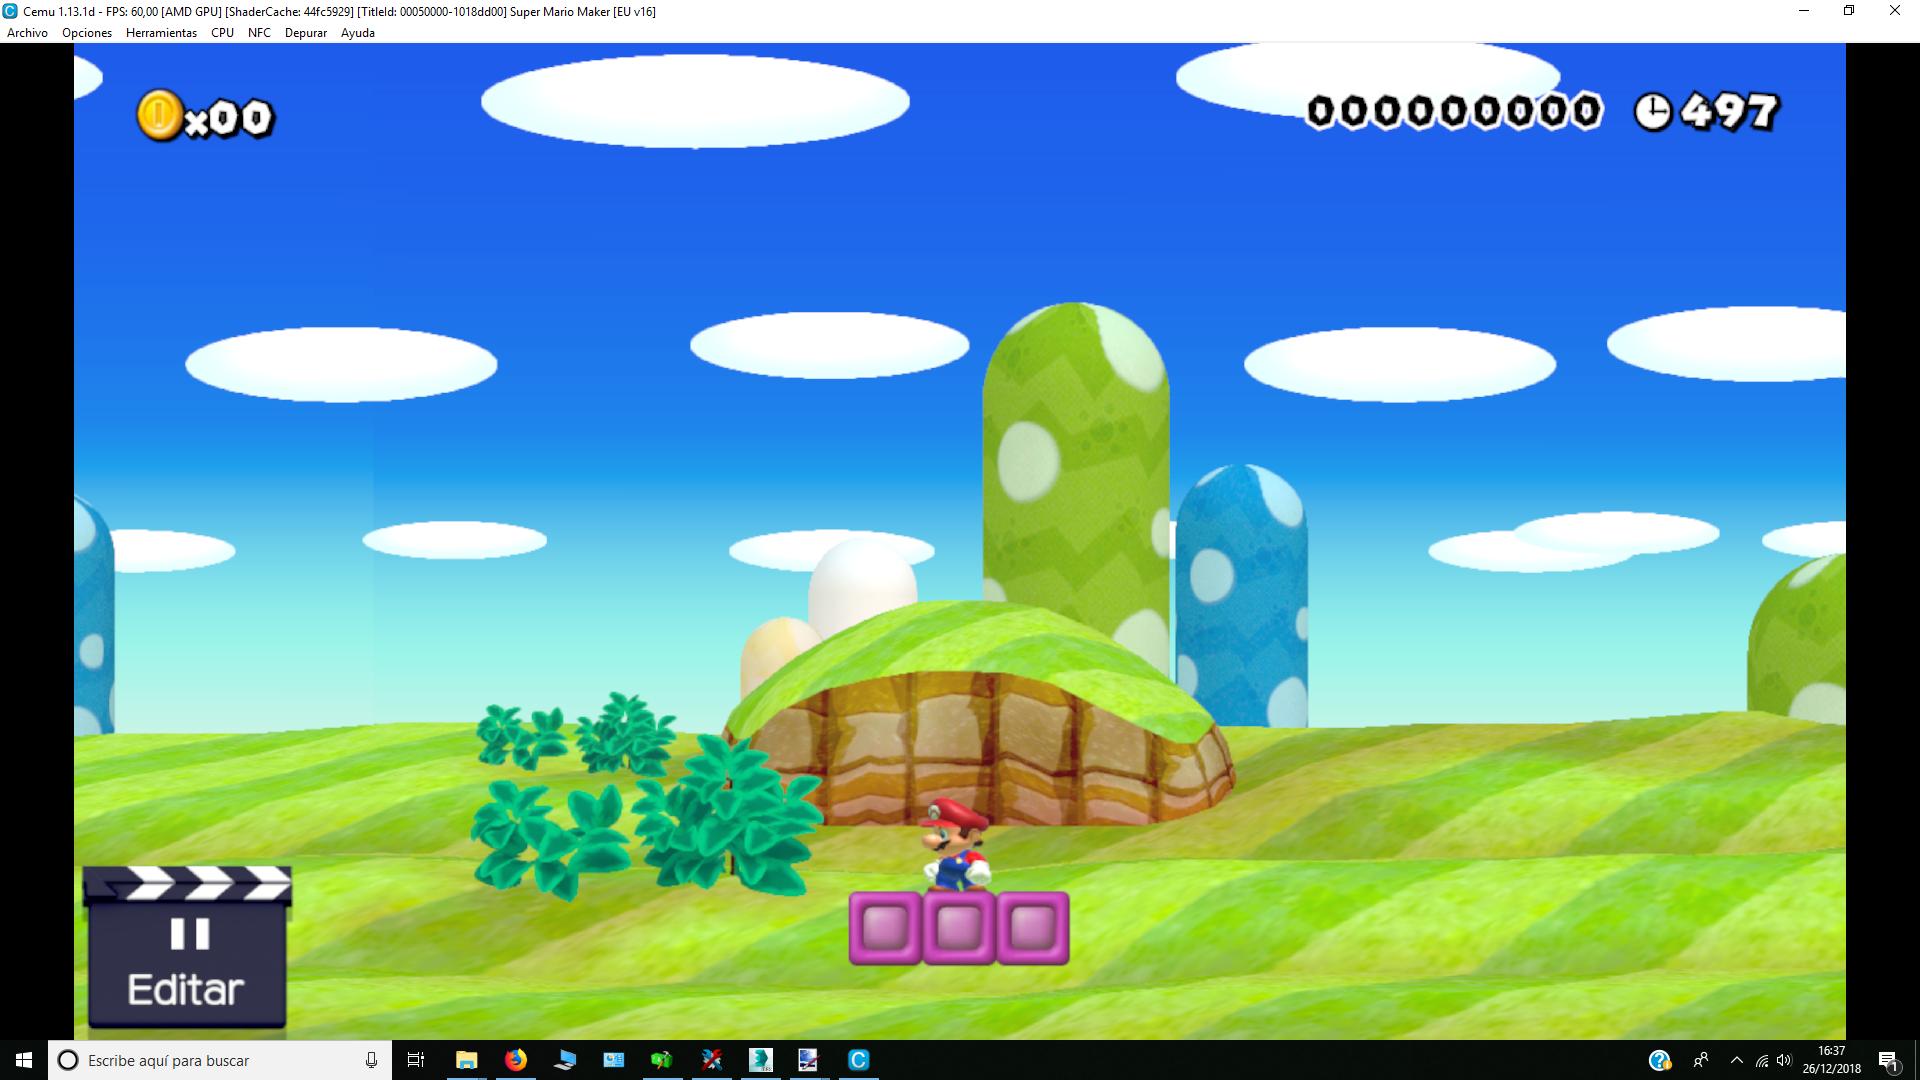 Cemu 1.13.1d - FPS: 60,00 [AMD GPU] [ShaderCache: 44fc5929] [TitleId: 00050000-1018dd00] Super Mario Maker [EU v16]
Archivo Opciones Herramientas CPU NFC Depurar Ayuda
x00 000000000 497
Editar
Escribe aquí para buscar
16:37
26/12/2018
1